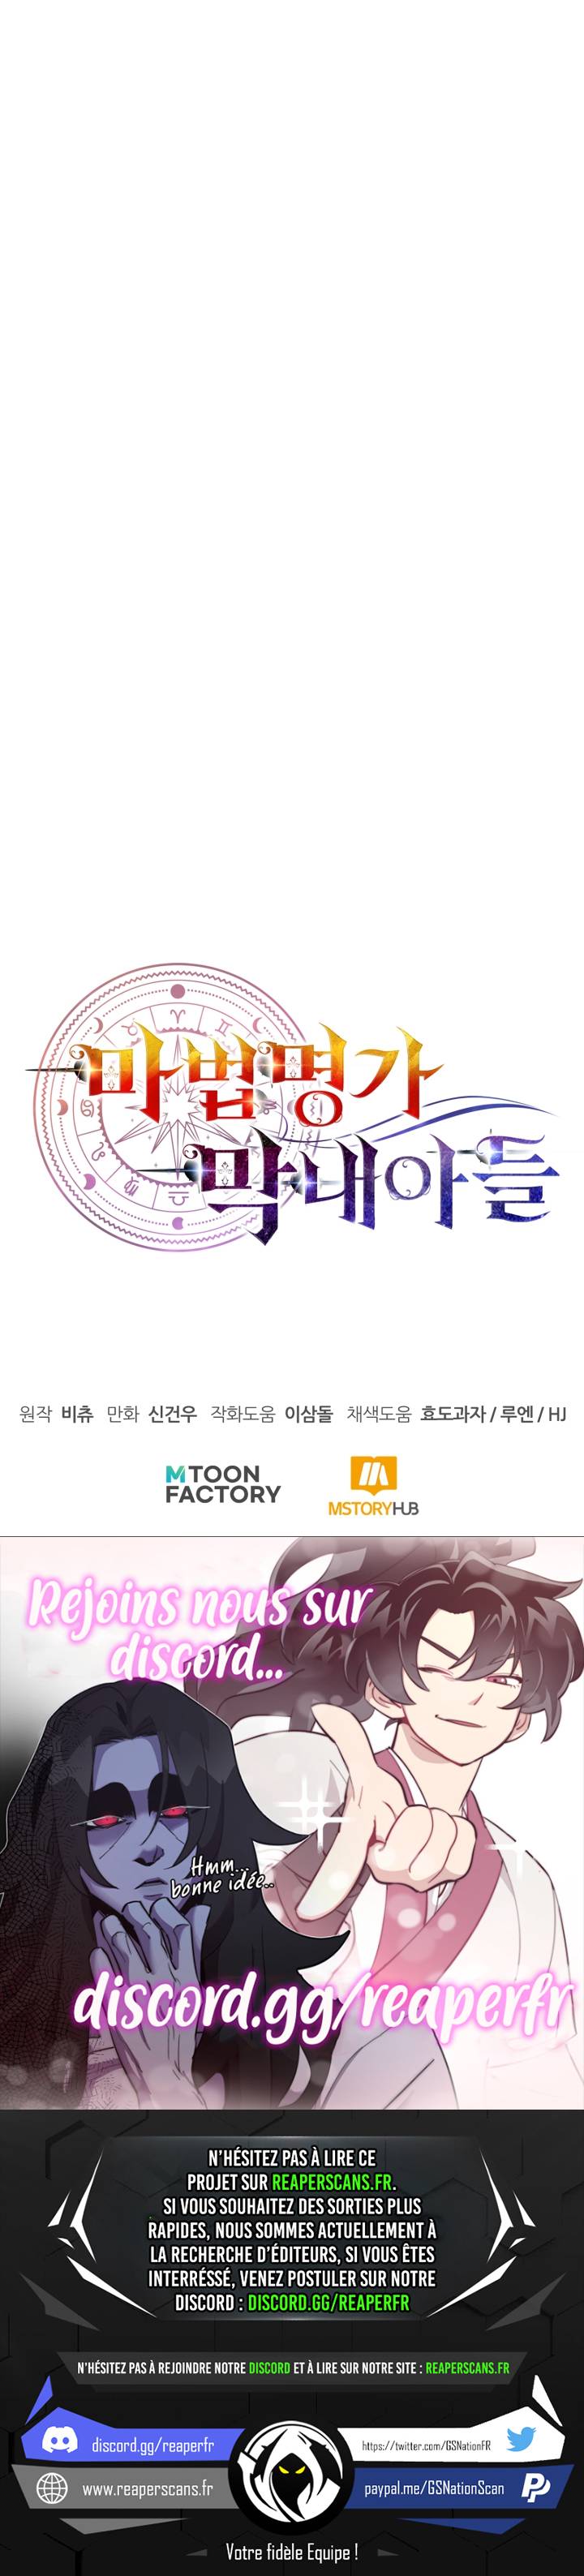 마법명가
막내아들
원작 비츄 만화 신건우 작화도움 이삼돌 채색도움 효도과자 / 루엔 / HJ
MTOON
FACTORY
MSTORYHUB
Rejoins nous sur
discord...
Hmm...
bonne idée..
discord.gg/reaperfr
N'HÉSITEZ PAS À LIRE CE
PROJET SUR REAPERSCANS.FR.
SI VOUS SOUHAITEZ DES SORTIES PLUS
RAPIDES, NOUS SOMMES ACTUELLEMENT À
LA RECHERCHE D'ÉDITEURS, SI VOUS ÊTES
INTERRÉSSÉ, VENEZ POSTULER SUR NOTRE
DISCORD : DISCORD.GG/REAPERFR
N'HÉSITEZ PAS À REJOINDRE NOTRE DISCORD ET À LIRE SUR NOTRE SITE : REAPERSCANS.FR
discord.gg/reaperfr
https://twitter.com/GSNationFR
www.reaperscans.fr
paypal.me/GSNationScan
Votre fidèle Equipe !